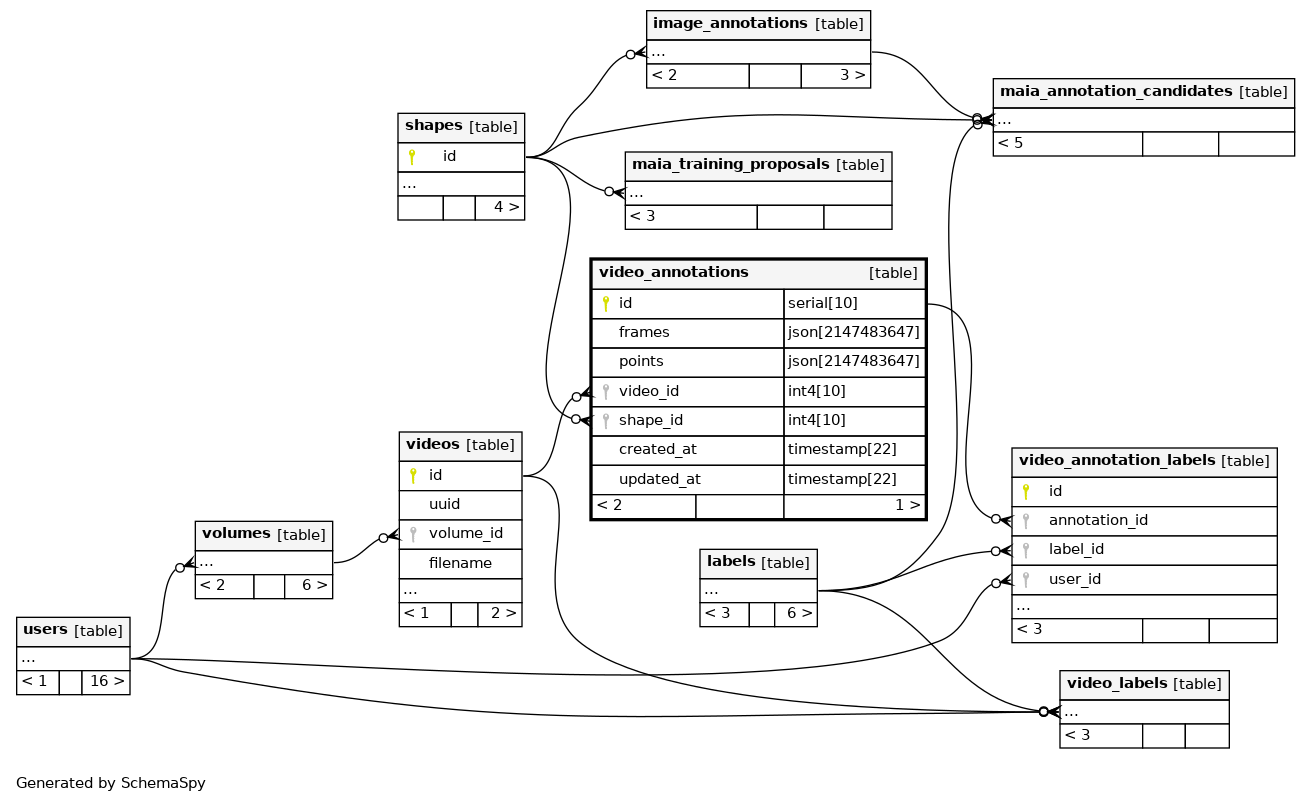 image_annotations [table]
...
< 2 3 >
maia_annotation_candidates [table]
...
< 5
shapes [table]
id
...
4 >
maia_training_proposals [table]
...
< 3
video_annotations [table]
id serial[10]
frames json[2147483647]
points json[2147483647]
video_id int4[10]
shape_id int4[10]
created_at timestamp[22]
updated_at timestamp[22]
< 2 1 >
videos [table]
id
uuid
volume_id
filename
...
< 1 2 >
video_annotation_labels [table]
id
annotation_id
label_id
user_id
...
< 3
volumes [table]
...
< 2 6 >
labels [table]
...
< 3 6 >
users [table]
...
< 1 16 >
video_labels [table]
...
< 3
Generated by SchemaSpy